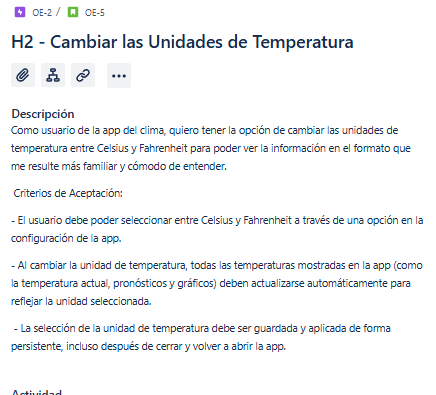 OE-2 / OE-5
H2 - Cambiar las Unidades de Temperatura
Descripción
Como usuario de la app del clima, quiero tener la opción de cambiar las unidades de
temperatura entre Celsius y Fahrenheit para poder ver la información en el formato que
me resulte más familiar y cómodo de entender.
Criterios de Aceptación:
- El usuario debe poder seleccionar entre Celsius y Fahrenheit a través de una opción en la
configuración de la app.
- Al cambiar la unidad de temperatura, todas las temperaturas mostradas en la app (como
la temperatura actual, pronósticos y gráficos) deben actualizarse automáticamente para
reflejar la unidad seleccionada.
- La selección de la unidad de temperatura debe ser guardada y aplicada de forma
persistente, incluso después de cerrar y volver a abrir la app.
Actividad